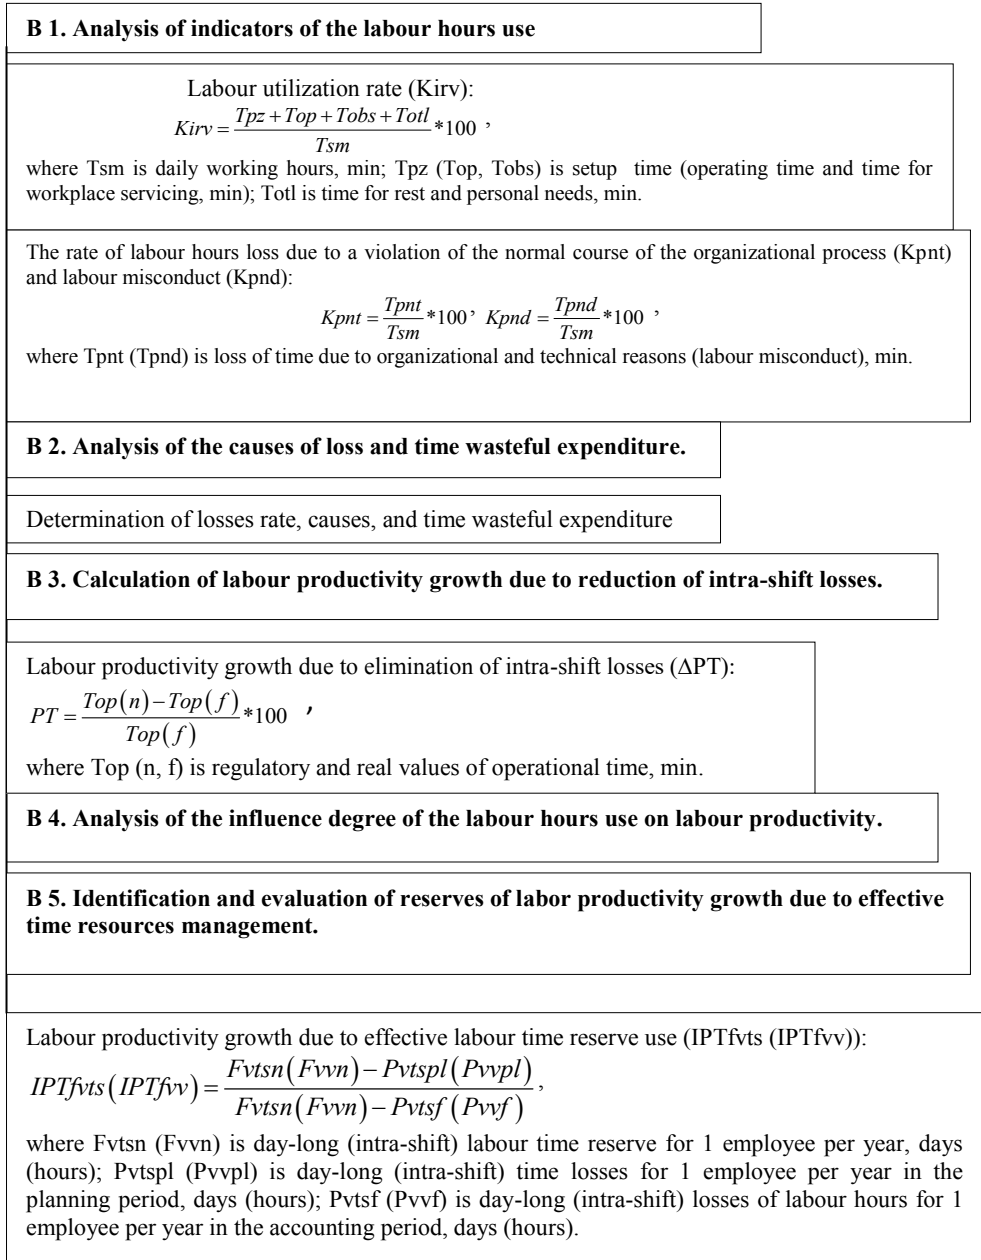 B 1. Analysis of indicators of the labour hours use
Labour utilization rate (Kirv):
Kirv = \frac{Tpz + Top + Tobs + Totl}{Tsm} *100 ,
where Tsm is daily working hours, min; Tpz (Top, Tobs) is setup time (operating time and time for
workplace servicing, min); Totl is time for rest and personal needs, min.
The rate of labour hours loss due to a violation of the normal course of the organizational process (Kpnt)
and labour misconduct (Kpnd):
Kpnt = \frac{Tpnt}{Tsm} *100 , Kpnd = \frac{Tpnd}{Tsm} *100 ,
where Tpnt (Tpnd) is loss of time due to organizational and technical reasons (labour misconduct), min.
B 2. Analysis of the causes of loss and time wasteful expenditure.
Determination of losses rate, causes, and time wasteful expenditure
B 3. Calculation of labour productivity growth due to reduction of intra-shift losses.
Labour productivity growth due to elimination of intra-shift losses (ΔPT):
PT = \frac{Top(n) − Top(f)}{Top(f)} *100 ,
where Top (n, f) is regulatory and real values of operational time, min.
B 4. Analysis of the influence degree of the labour hours use on labour productivity.
B 5. Identification and evaluation of reserves of labor productivity growth due to effective
time resources management.
Labour productivity growth due to effective labour time reserve use (IPTfvts (IPTfvv)):
IPTfvts(IPTfvv) = \frac{Fvtsn(Fvvn) − Pvtspl(Pvvpl)}{Fvtsn(Fvvn) − Pvtsf(Pvvf)} ,
where Fvtsn (Fvvn) is day-long (intra-shift) labour time reserve for 1 employee per year, days
(hours); Pvtspl (Pvvpl) is day-long (intra-shift) time losses for 1 employee per year in the
planning period, days (hours); Pvtsf (Pvvf) is day-long (intra-shift) losses of labour hours for 1
employee per year in the accounting period, days (hours).